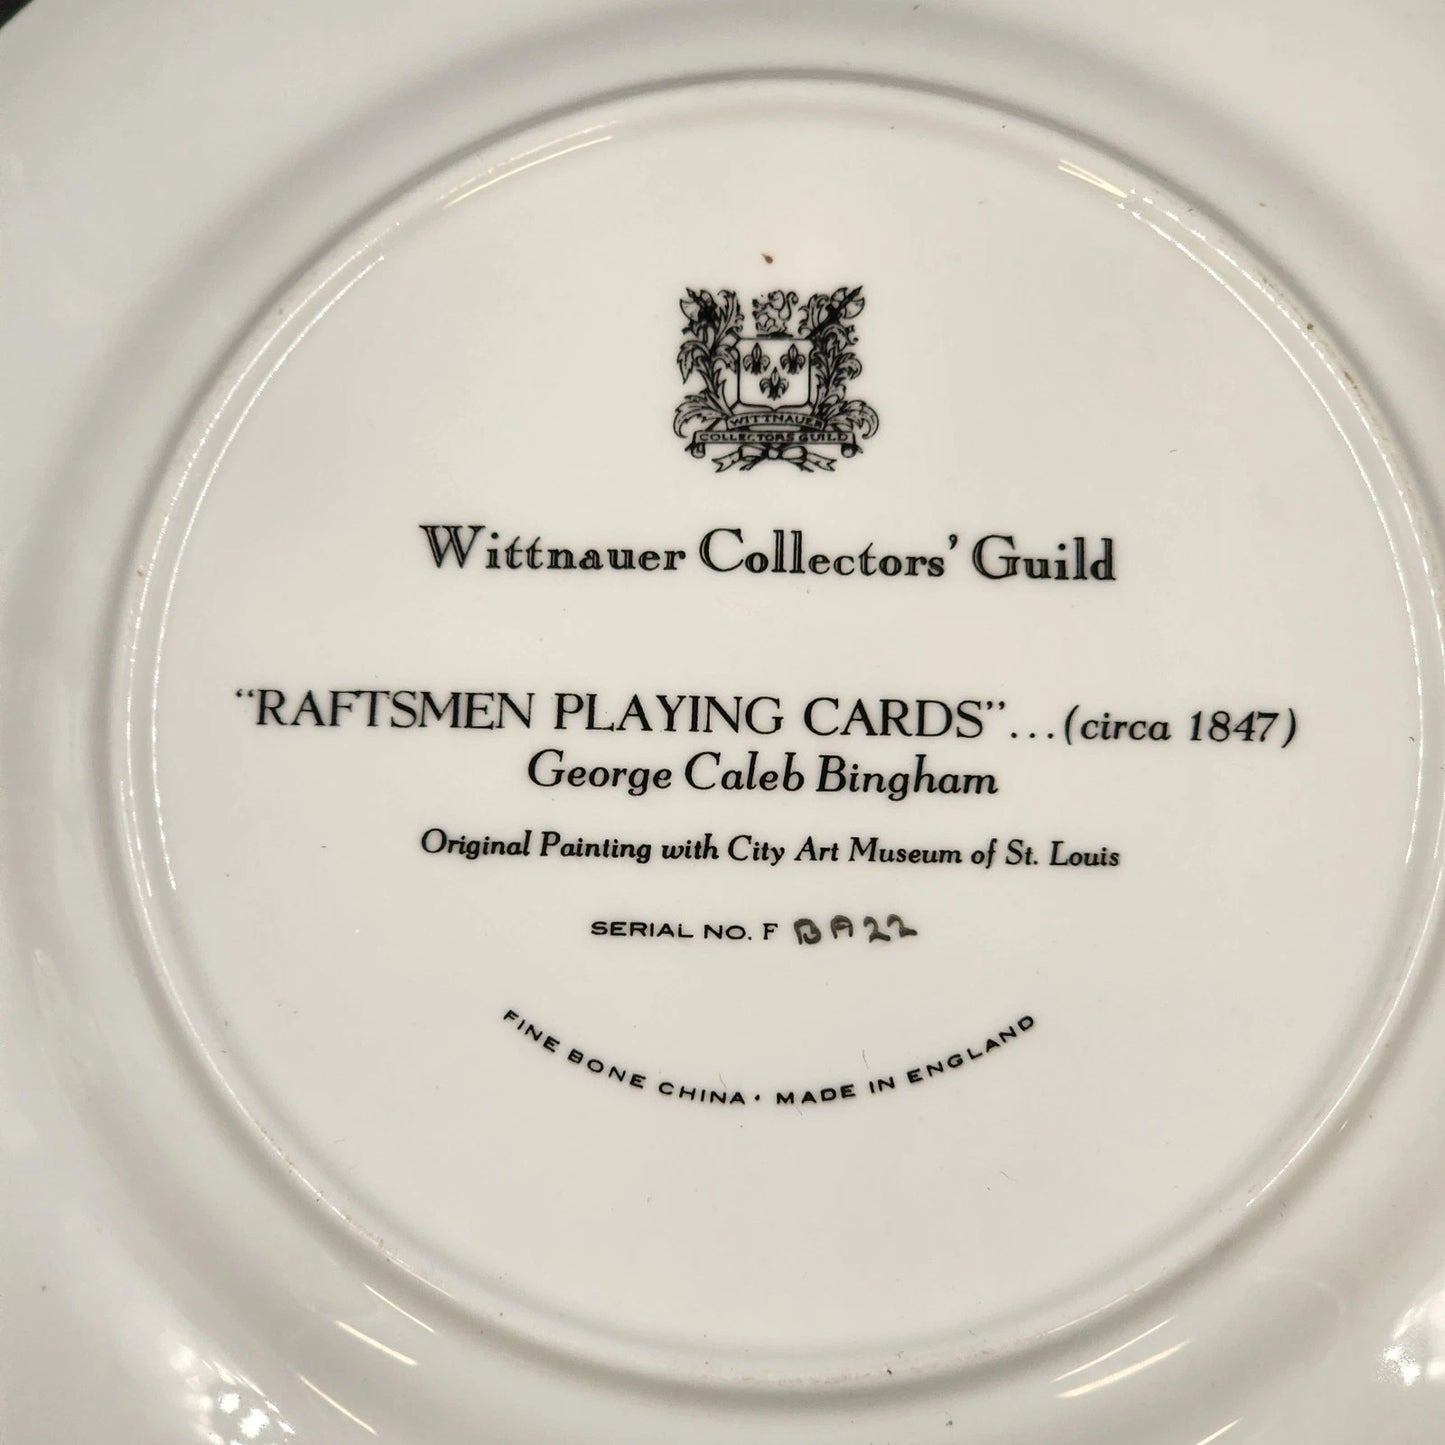 WITTNAUER
COLLECTORS GUILD
Wittnauer Collectors' Guild
“RAFTSMEN PLAYING CARDS”...(circa 1847)
George Caleb Bingham
Original Painting with City Art Museum of St. Louis
SERIAL NO. F BA22
FINE BONE CHINA · MADE IN ENGLAND